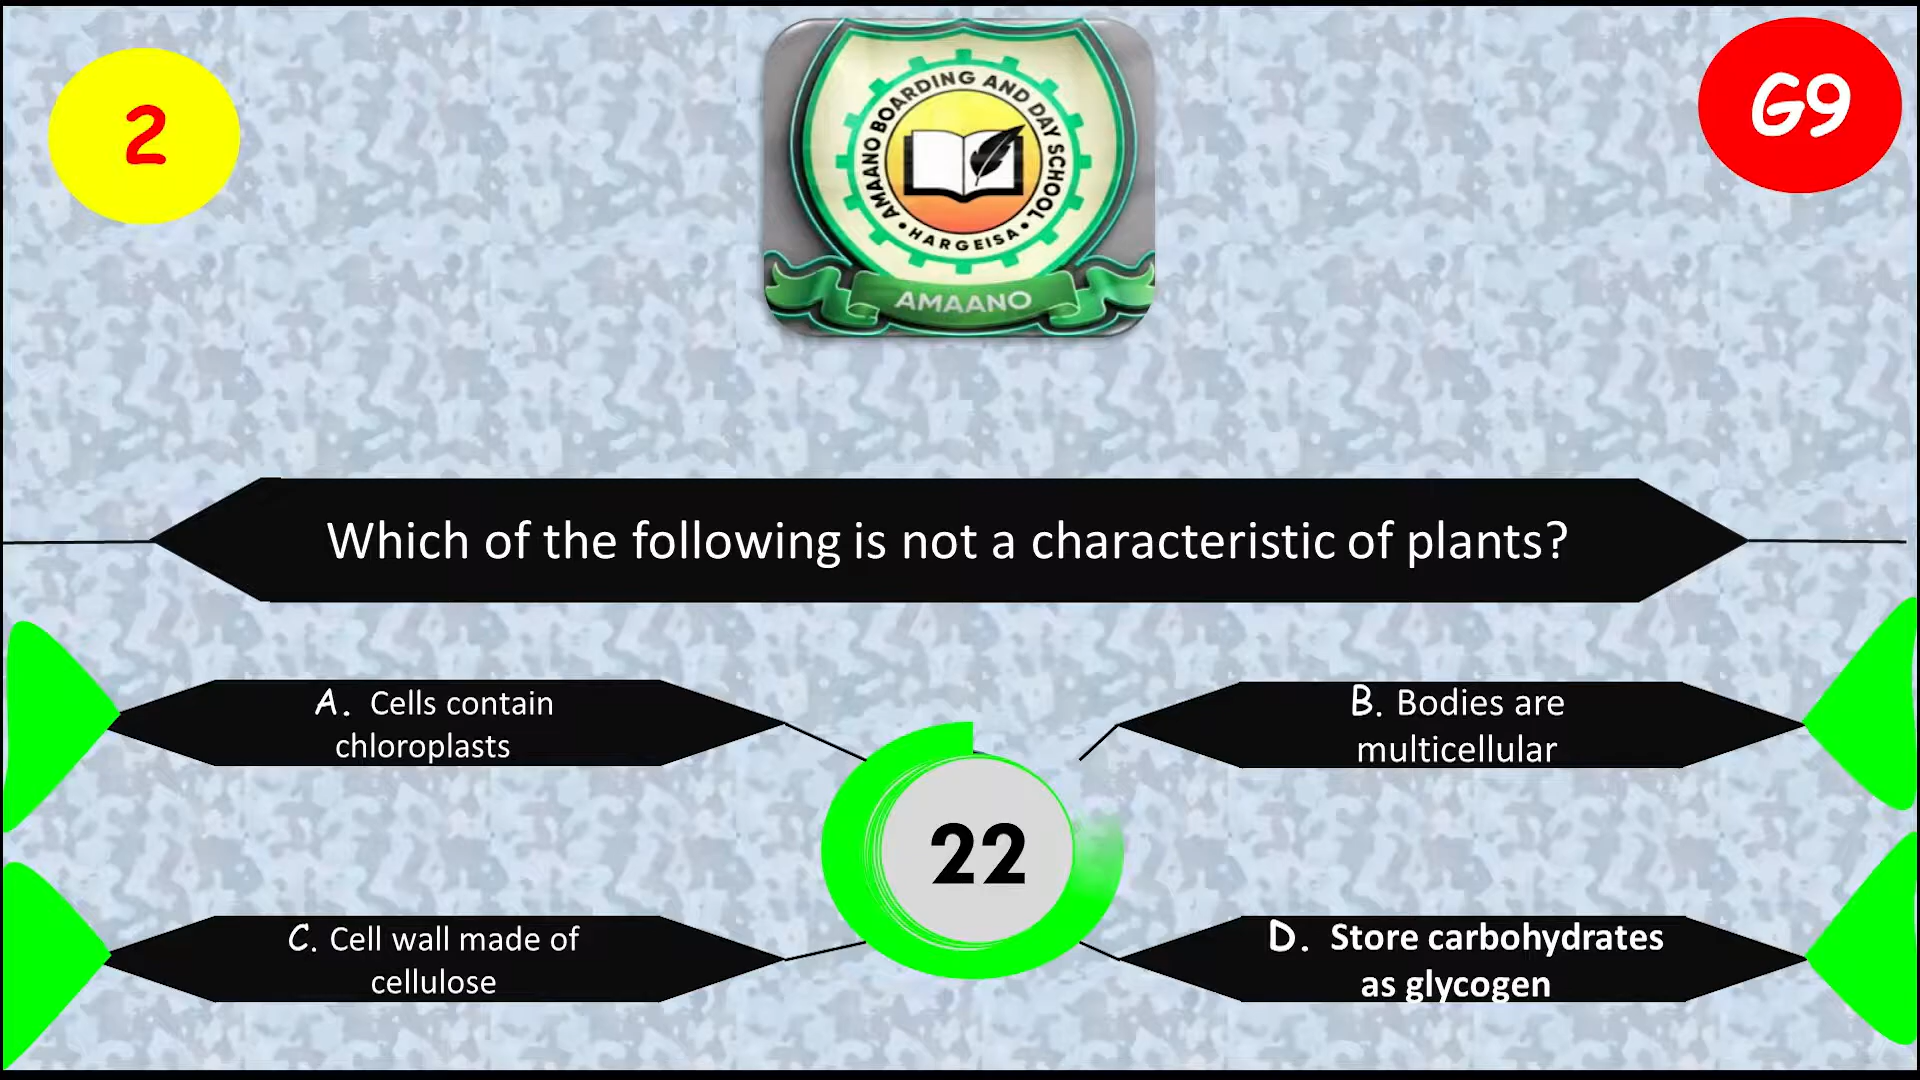 2
AMAANO BOARDING AND DAY SCHOOL
• HARGEISA •
AMAANO
G9
Which of the following is not a characteristic of plants?
A. Cells contain
chloroplasts
B. Bodies are
multicellular
22
C. Cell wall made of
cellulose
D. Store carbohydrates
as glycogen